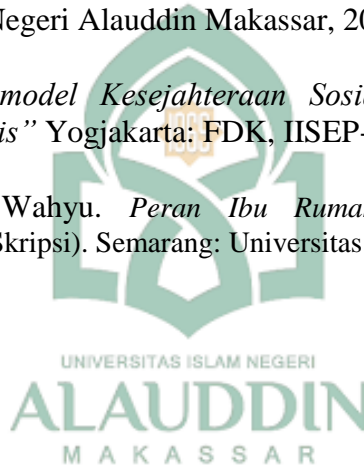 Negeri Alauddin Makassar, 20
model Kesejahteraan Sosi
is" Yogjakarta: FDK, IISEP-
Wahyu. Peran Ibu Ruma
Skripsi). Semarang: Universitas
UNIVERSITAS ISLAM NEGERI
ALAUDDIN
MAKASSAR